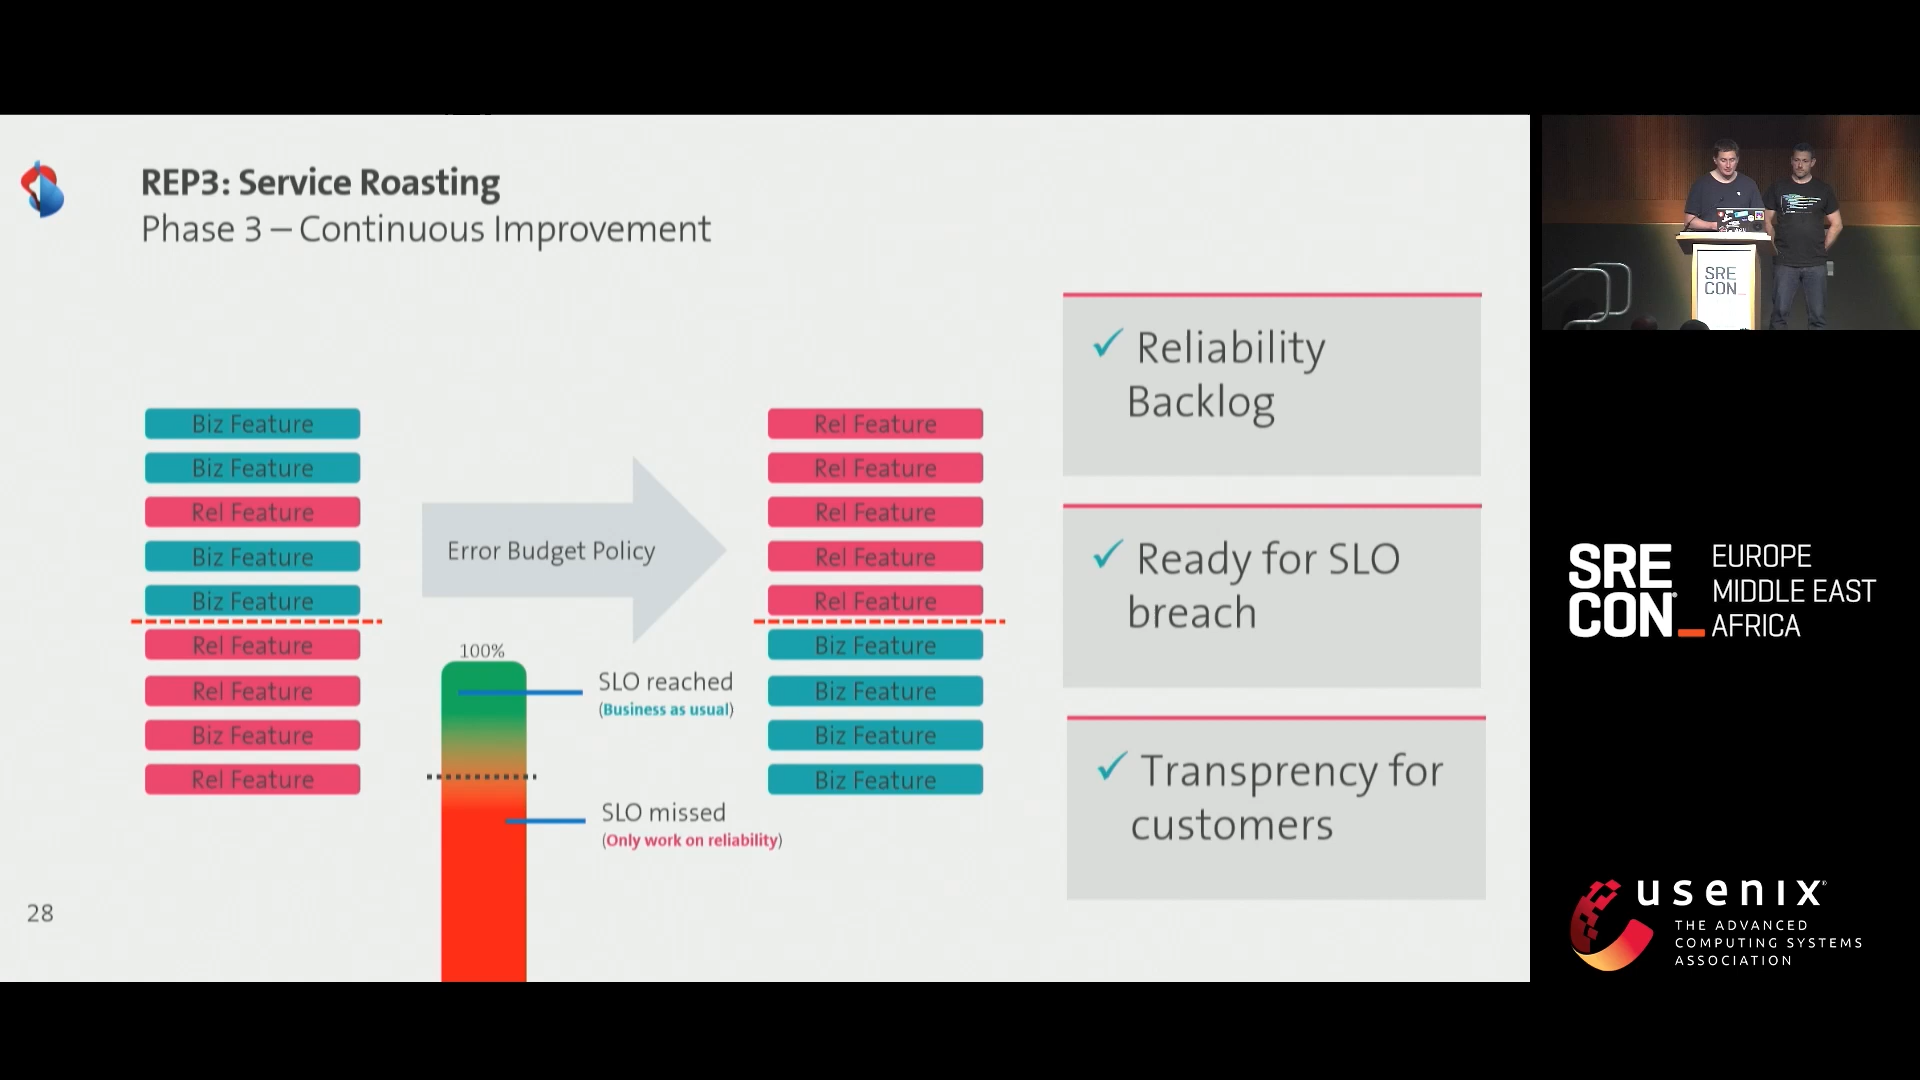 REP3: Service Roasting
Phase 3 – Continuous Improvement
Biz Feature
Biz Feature
Rel Feature
Biz Feature
Biz Feature
Rel Feature
Rel Feature
Biz Feature
Rel Feature
Error Budget Policy
100%
SLO reached
(Business as usual)
SLO missed
(Only work on reliability)
Rel Feature
Rel Feature
Rel Feature
Rel Feature
Rel Feature
Biz Feature
Biz Feature
Biz Feature
Biz Feature
✓ Reliability
Backlog
✓ Ready for SLO
breach
✓ Transprency for
customers
28
SRE
CON_
SRE
CON_
EUROPE
MIDDLE EAST
AFRICA
usenix
THE ADVANCED
COMPUTING SYSTEMS
ASSOCIATION